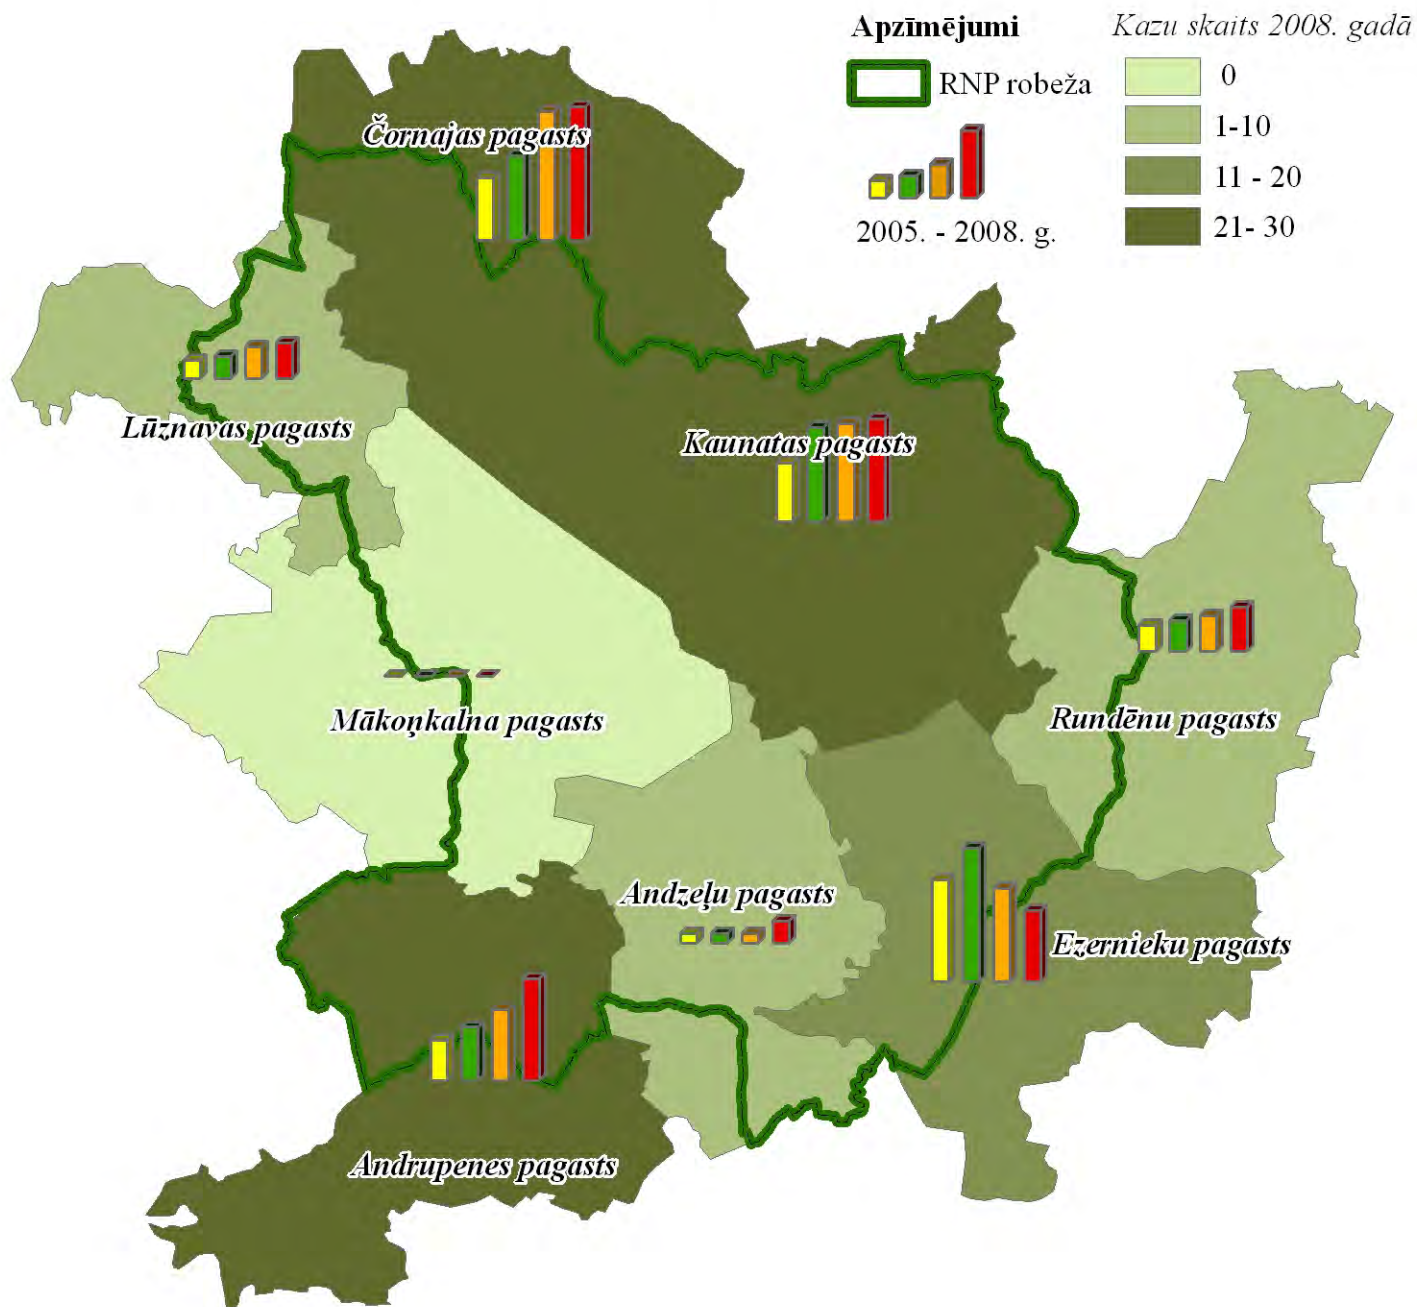 Apzīmējumi
RNP robeža
2005. - 2008. g.
Kazu skaits 2008. gadā
0
1-10
11 - 20
21- 30
Čornajas pagasts
Lūznavas pagasts
Kaunatas pagasts
Mākoņkalna pagasts
Rundēnu pagasts
Andzeļu pagasts
Ezernieku pagasts
Andrupenes pagasts